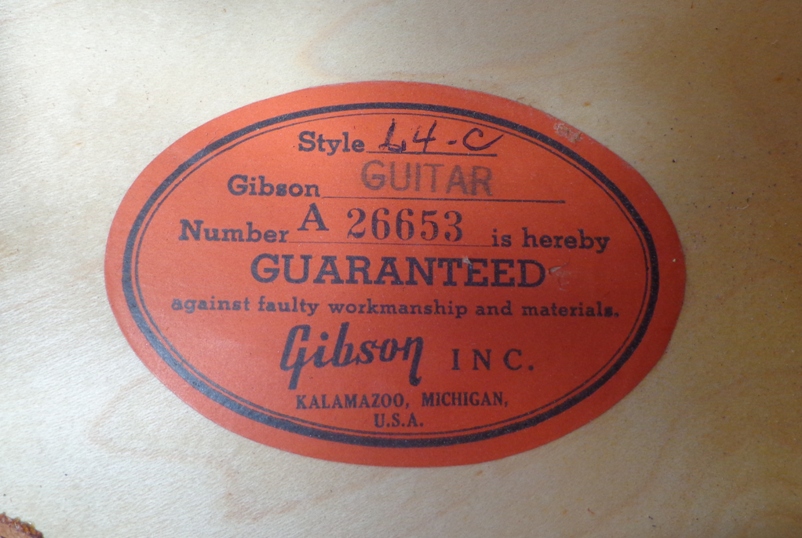 Style L4-C
Gibson GUITAR
Number A 26653 is hereby
GUARANTEED
against faulty workmanship and materials.
Gibson INC.
KALAMAZOO, MICHIGAN,
U.S.A.